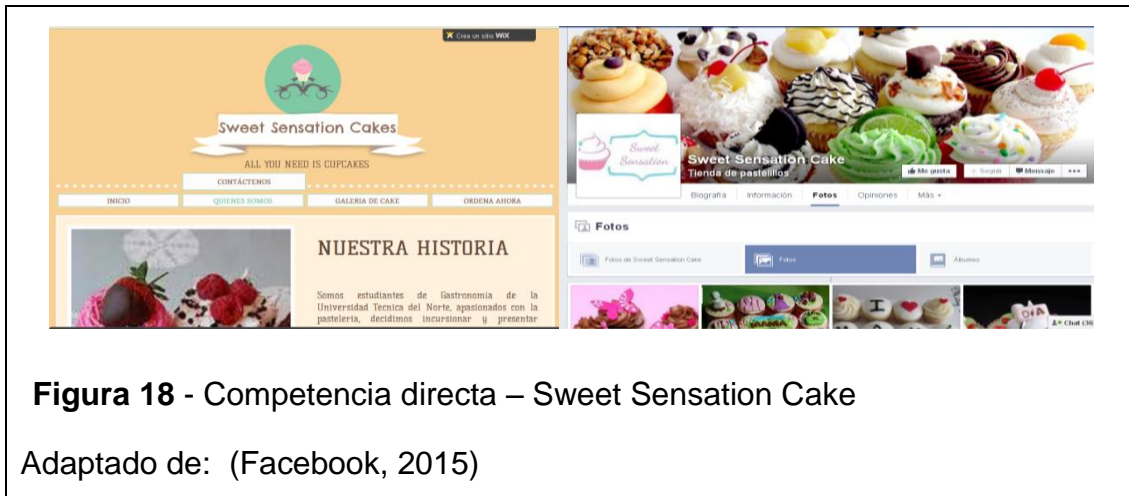 Crea un sitio WiX
Sweet Sensation Cakes
ALL YOU NEED IS CUPCAKES
CONTÁCTENOS
INICIO
QUIENES SOMOS
GALERIA DE CAKE
ORDENA AHORA
NUESTRA HISTORIA
Somos estudiantes de Gastronomia de la
Universidad Tecnica del Norte, apasionados con la
pastelería, decidimos incursionar y presentar
Sweet
Sensation
Sweet Sensation Cake
Tienda de pastelillos
Me gusta
Seguir
Mensaje
Biografía
Información
Fotos
Opiniones
Más
Fotos
Fotos de Sweet Sensation Cake
Fotos
Álbumes
MAMA
I
DIA
Chat (36
Figura 18 - Competencia directa – Sweet Sensation Cake
Adaptado de: (Facebook, 2015)